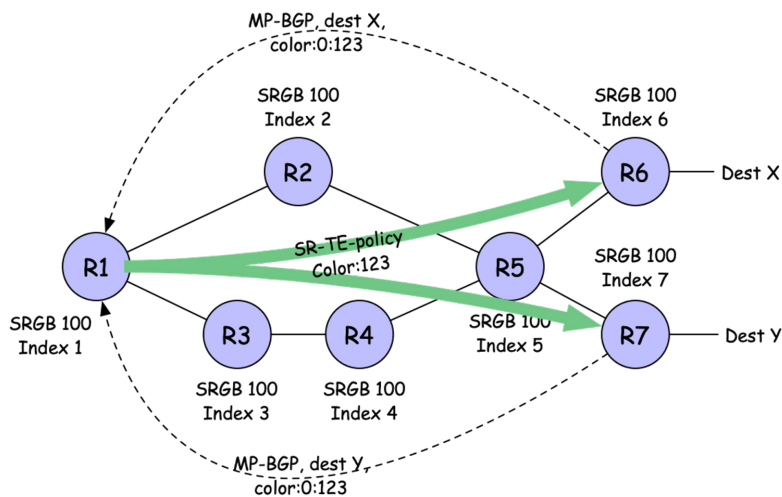 MP-BGP, dest X,
color:0:123
SRGB 100
Index 2
SRGB 100
Index 6
R2
R6
Dest X
SR-TE-policy
Color:123
R1
R5
SRGB 100
Index 7
SRGB 100
Index 1
R3
R4
SRGB 100
Index 5
R7
Dest Y
SRGB 100
Index 3
SRGB 100
Index 4
MP-BGP, dest Y,
color:0:123